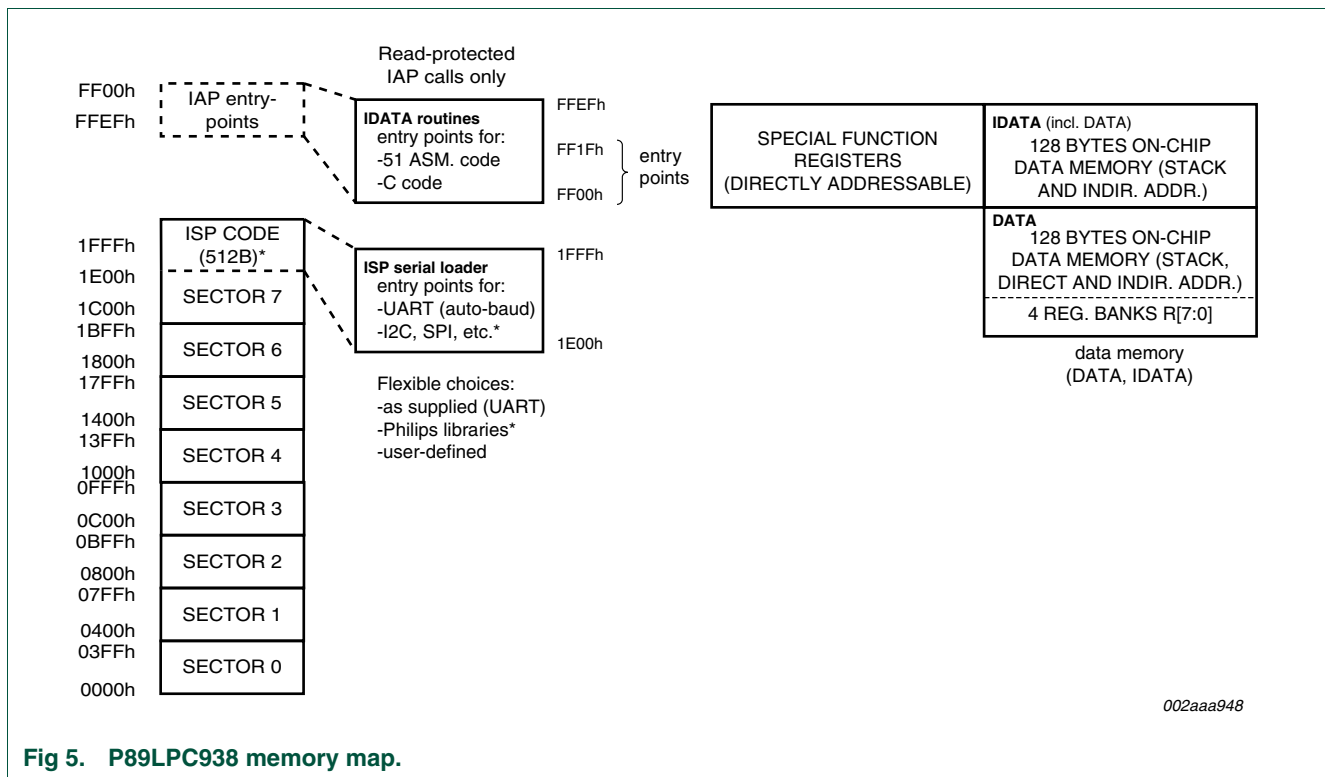 FF00h
FFEFh
IAP entry-
points
Read-protected
IAP calls only
IDATA routines
entry points for:
-51 ASM. code
-C code
FFEFh
FF1Fh
FF00h
entry
points
SPECIAL FUNCTION
REGISTERS
(DIRECTLY ADDRESSABLE)
IDATA (incl. DATA)
128 BYTES ON-CHIP
DATA MEMORY (STACK
AND INDIR. ADDR.)
DATA
128 BYTES ON-CHIP
DATA MEMORY (STACK,
DIRECT AND INDIR. ADDR.)
4 REG. BANKS R[7:0]
data memory
(DATA, IDATA)
1FFFh
ISP CODE
(512B)*
1E00h
SECTOR 7
1C00h
1BFFh
SECTOR 6
1800h
17FFh
SECTOR 5
1400h
13FFh
SECTOR 4
1000h
0FFFh
SECTOR 3
0C00h
0BFFh
SECTOR 2
0800h
07FFh
SECTOR 1
0400h
03FFh
SECTOR 0
0000h
ISP serial loader
entry points for:
-UART (auto-baud)
-I2C, SPI, etc.*
1FFFh
1E00h
Flexible choices:
-as supplied (UART)
-Philips libraries*
-user-defined
002aaa948
Fig 5. P89LPC938 memory map.